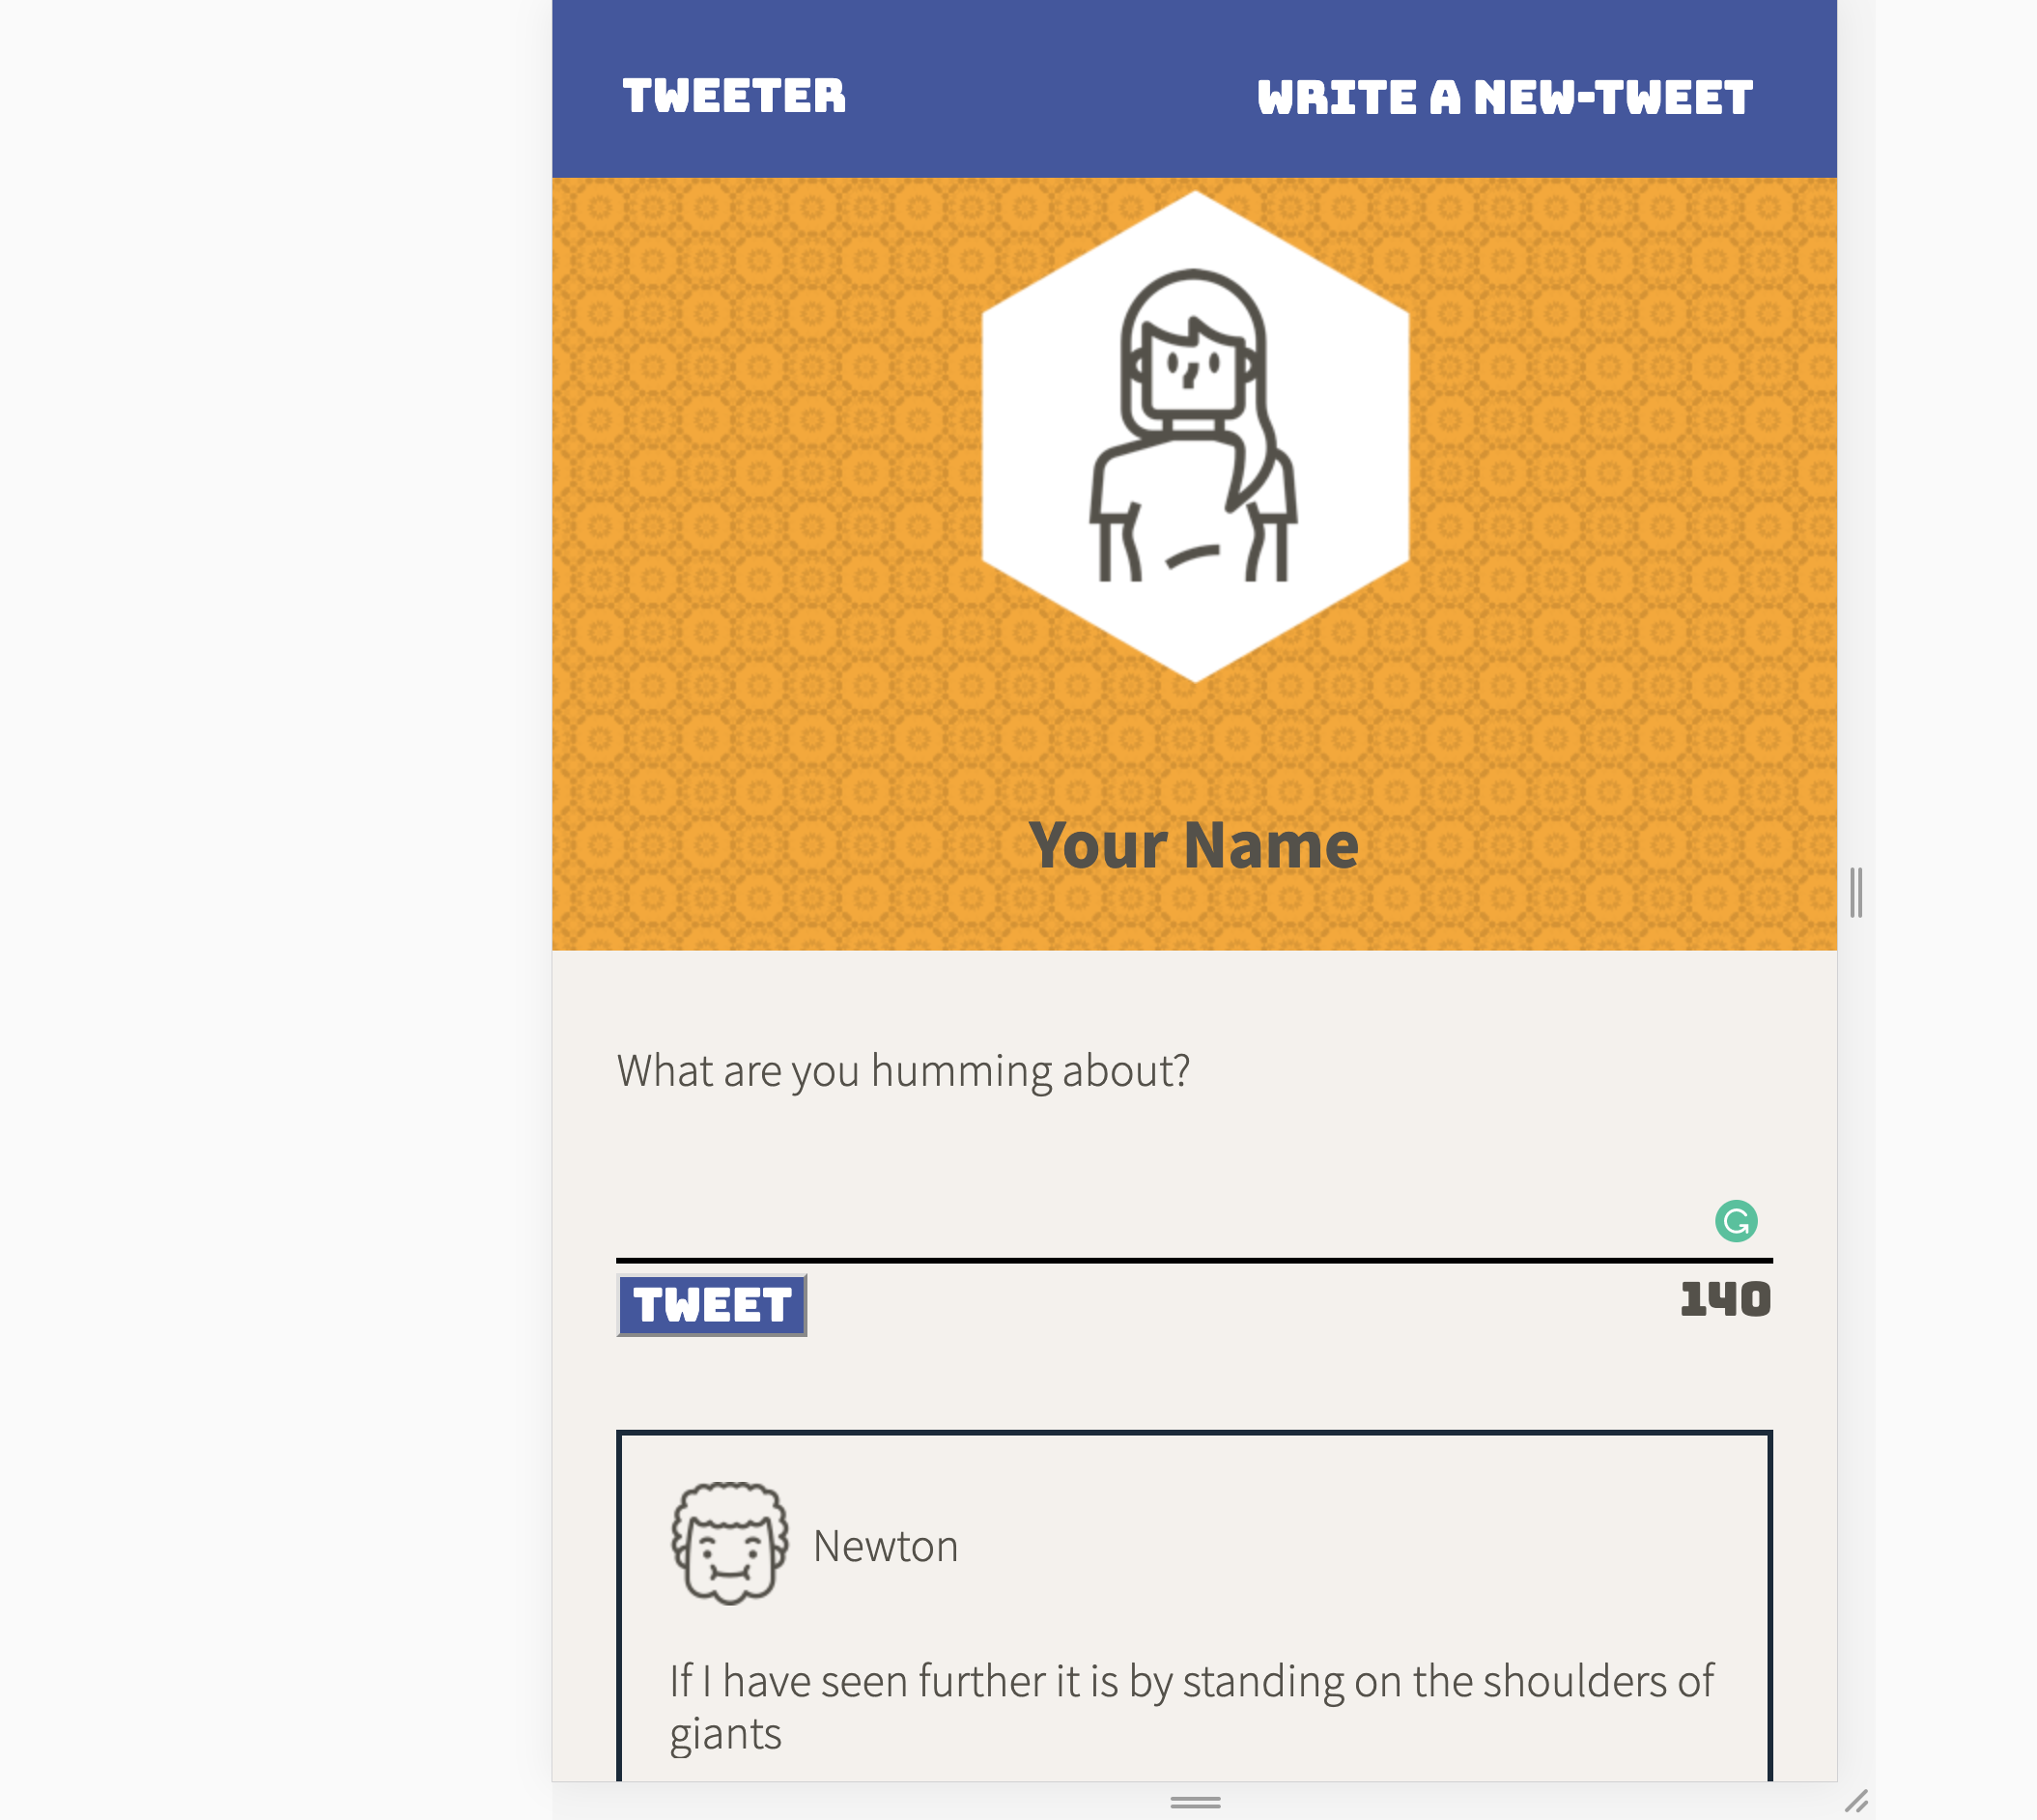 TWEETER
WRITE A NEW-TWEET
Your Name
What are you humming about?
TWEET
140
Newton
If I have seen further it is by standing on the shoulders of
giants